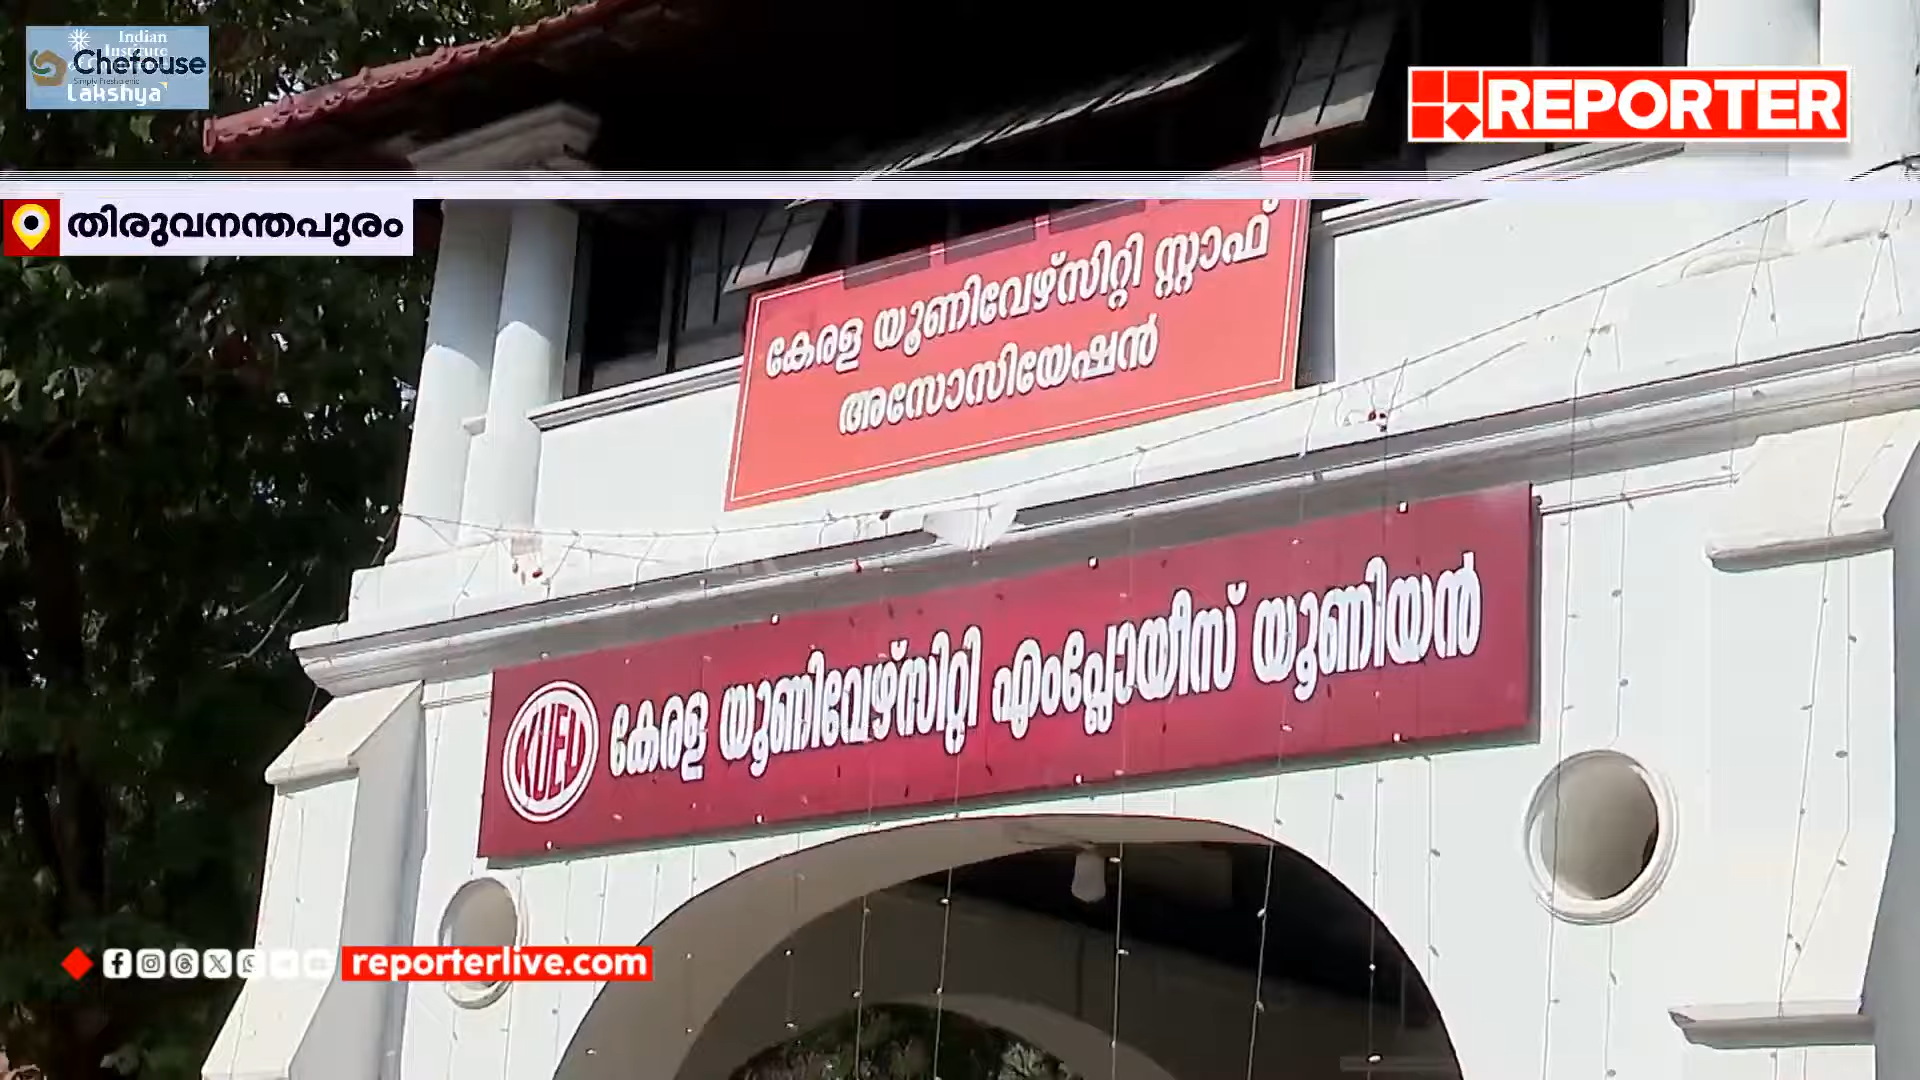 Indian
Institute
Chefouse
Lakshya
REPORTER
തിരുവനന്തപുരം
കേരള യൂണിവേഴ്സിറ്റി സ്റ്റാഫ്
അസോസിയേഷൻ
KUEU
കേരള യൂണിവേഴ്സിറ്റി എംപ്ലോയീസ് യൂണിയൻ
reporterlive.com